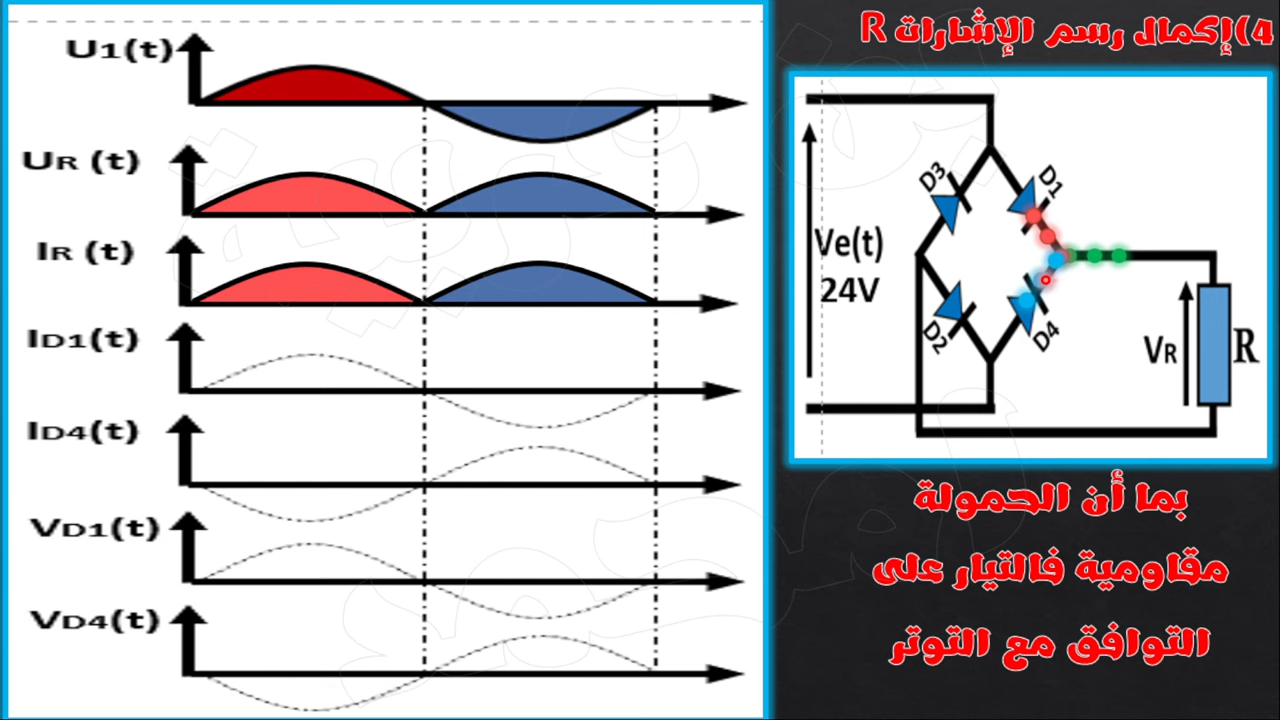 4)إكمال رسم الإشارات R
U1(t)
UR (t)
IR (t)
ID1(t)
ID4(t)
VD1(t)
VD4(t)
D3
D1
Ve(t)
24V
D2
D4
VR
R
بما أن الحمولة
مقاومية فالتيار على
التوافق مع التوتر